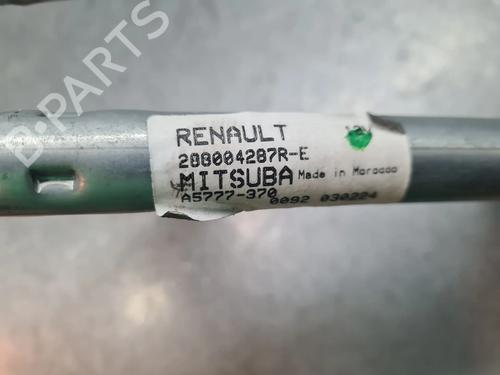 B-PARTS
RENAULT
288004287R-E
MITSUBA Made in Morocco
A5777-370
0092 030224